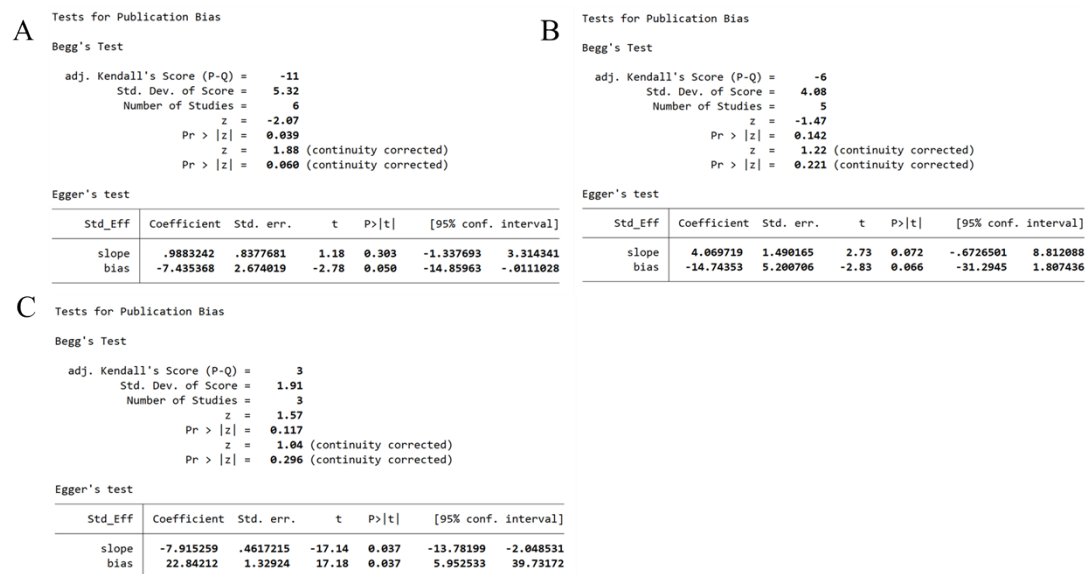 A
Tests for Publication Bias
Begg's Test
adj. Kendall's Score (P-Q) = -11
Std. Dev. of Score = 5.32
Number of Studies = 6
z = -2.07
Pr > |z| = 0.039
z = 1.88 (continuity corrected)
Pr > |z| = 0.060 (continuity corrected)
Egger's test
Std_Eff Coefficient Std. err. t P>|t| [95% conf. interval]
slope .9883242 .8377681 1.18 0.303 -1.337693 3.314341
bias -7.435368 2.674019 -2.78 0.050 -14.85963 -.0111028
B
Tests for Publication Bias
Begg's Test
adj. Kendall's Score (P-Q) = -6
Std. Dev. of Score = 4.08
Number of Studies = 5
z = -1.47
Pr > |z| = 0.142
z = 1.22 (continuity corrected)
Pr > |z| = 0.221 (continuity corrected)
Egger's test
Std_Eff Coefficient Std. err. t P>|t| [95% conf. interval]
slope 4.069719 1.490165 2.73 0.072 -.6726501 8.812088
bias -14.74353 5.200706 -2.83 0.066 -31.2945 1.807436
C
Tests for Publication Bias
Begg's Test
adj. Kendall's Score (P-Q) = 3
Std. Dev. of Score = 1.91
Number of Studies = 3
z = 1.57
Pr > |z| = 0.117
z = 1.04 (continuity corrected)
Pr > |z| = 0.296 (continuity corrected)
Egger's test
Std_Eff Coefficient Std. err. t P>|t| [95% conf. interval]
slope -7.915259 .4617215 -17.14 0.037 -13.78199 -2.048531
bias 22.84212 1.32924 17.18 0.037 5.952533 39.73172